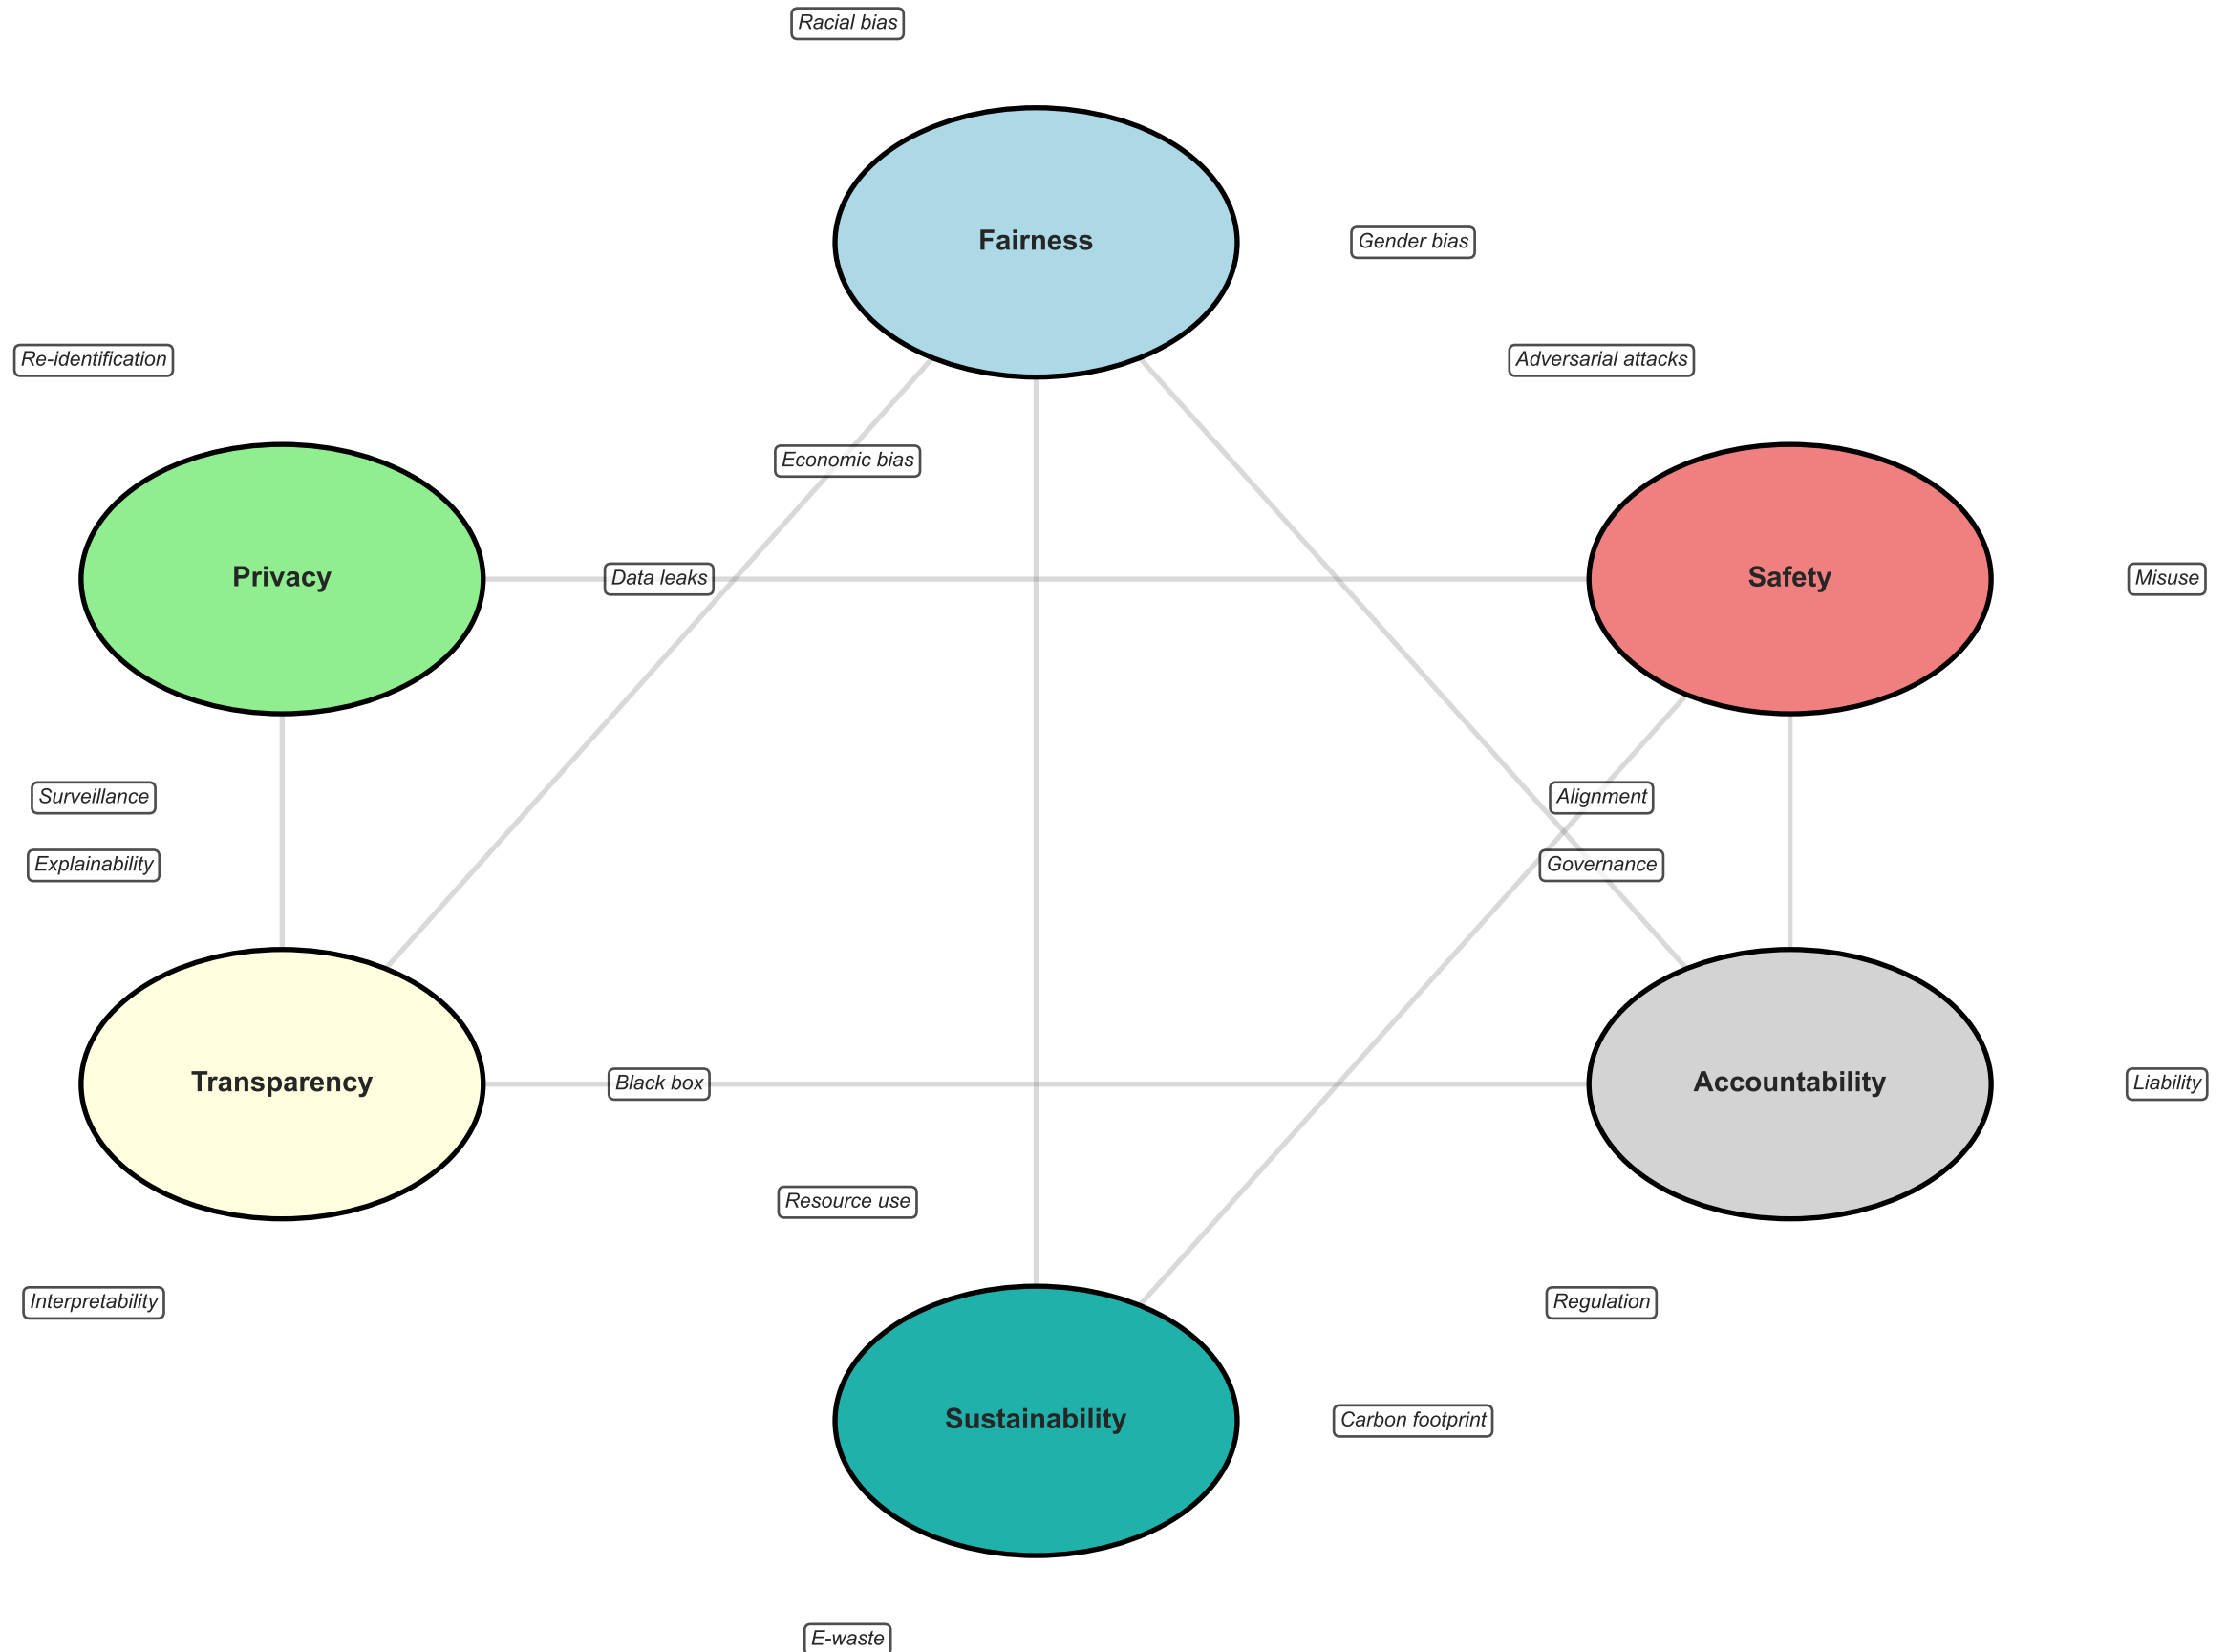 Racial bias
Fairness
Gender bias
Re-identification
Adversarial attacks
Economic bias
Privacy
Data leaks
Safety
Misuse
Surveillance
Alignment
Explainability
Governance
Transparency
Black box
Accountability
Liability
Resource use
Interpretability
Regulation
Sustainability
Carbon footprint
E-waste